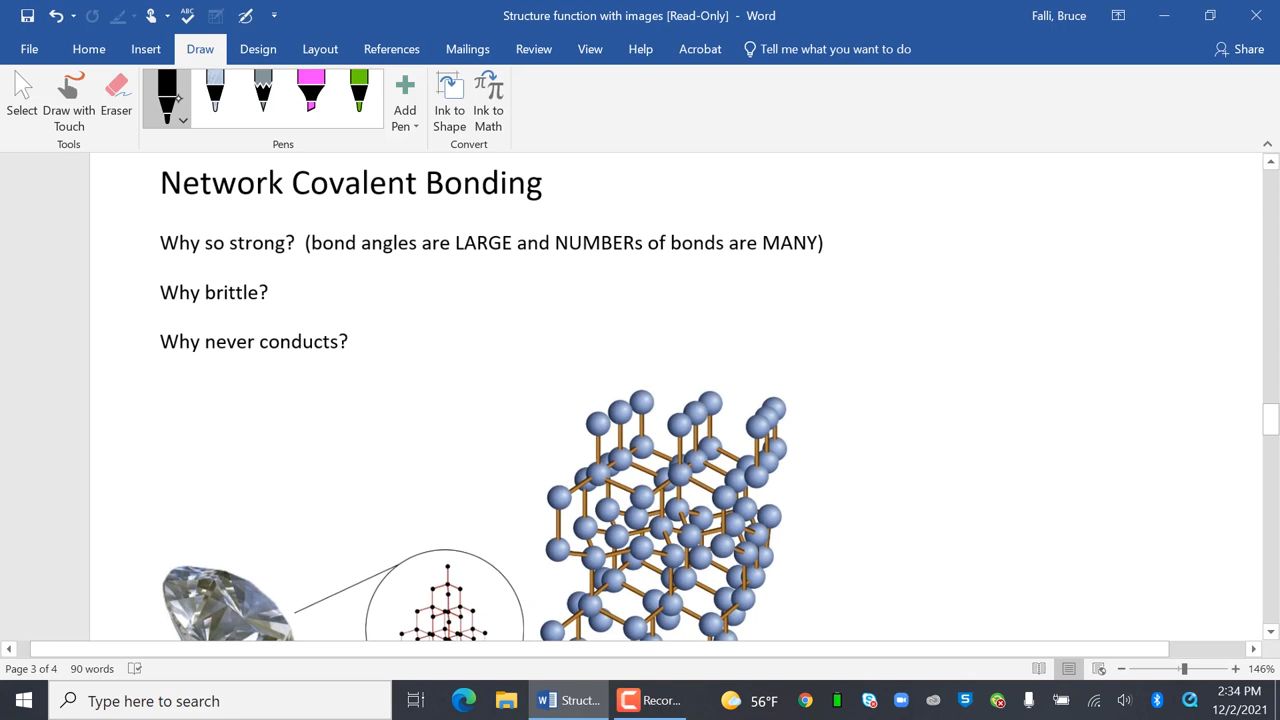 Structure function with images [Read-Only] - Word
Falli, Bruce
File Home Insert Draw Design Layout References Mailings Review View Help Acrobat Tell me what you want to do Share
Select
Draw with Touch
Eraser
Add Pen
Ink to Shape
Ink to Math
Tools Pens Convert
Network Covalent Bonding
Why so strong? (bond angles are LARGE and NUMBERs of bonds are MANY)
Why brittle?
Why never conducts?
Page 3 of 4 90 words 146%
Type here to search
Struct...
Recor...
56°F
2:34 PM
12/2/2021